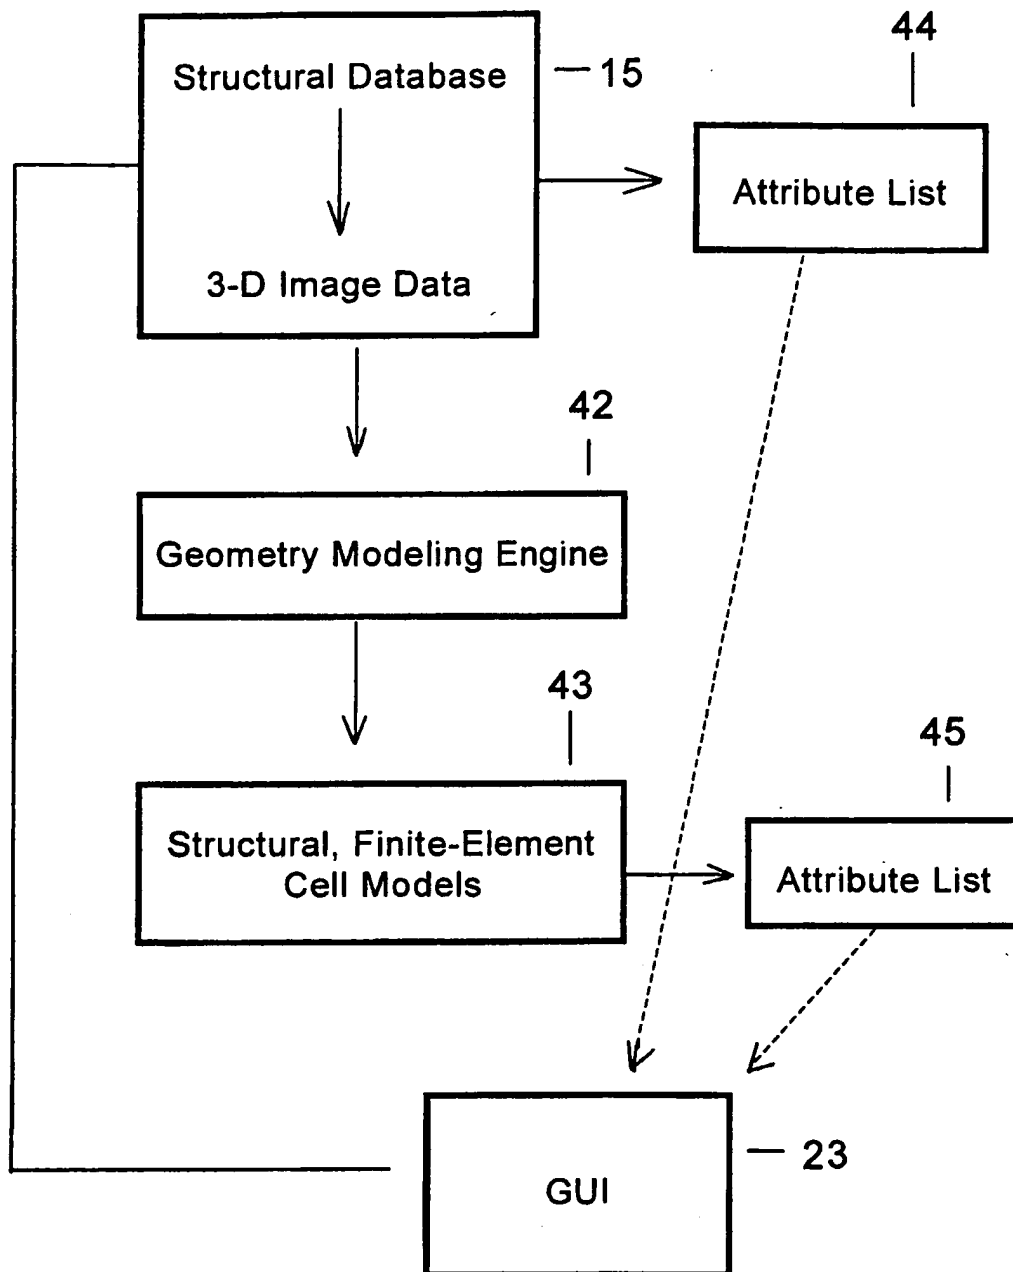 44
Structural Database
15
Attribute List
3-D Image Data
42
Geometry Modeling Engine
43
45
Structural, Finite-Element
Cell Models
Attribute List
23
GUI